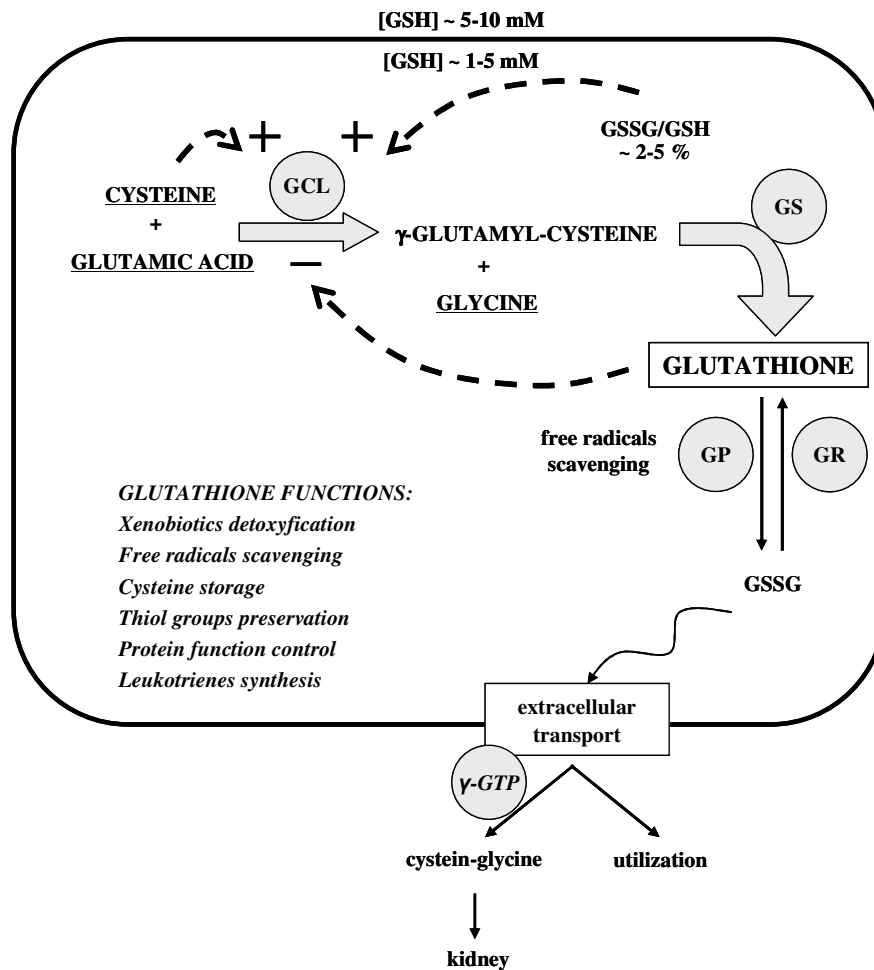 [GSH] ~ 5-10 mM
[GSH] ~ 1-5 mM
+ +
GSSG/GSH
~ 2-5 %
GCL
GS
CYSTEINE
+
GLUTAMIC ACID
–
γ-GLUTAMYL-CYSTEINE
+
GLYCINE
GLUTATHIONE
free radicals
scavenging
GP
GR
GLUTATHIONE FUNCTIONS:
Xenobiotics detoxyfication
Free radicals scavenging
Cysteine storage
Thiol groups preservation
Protein function control
Leukotrienes synthesis
GSSG
extracellular
transport
γ-GTP
cystein-glycine
utilization
kidney